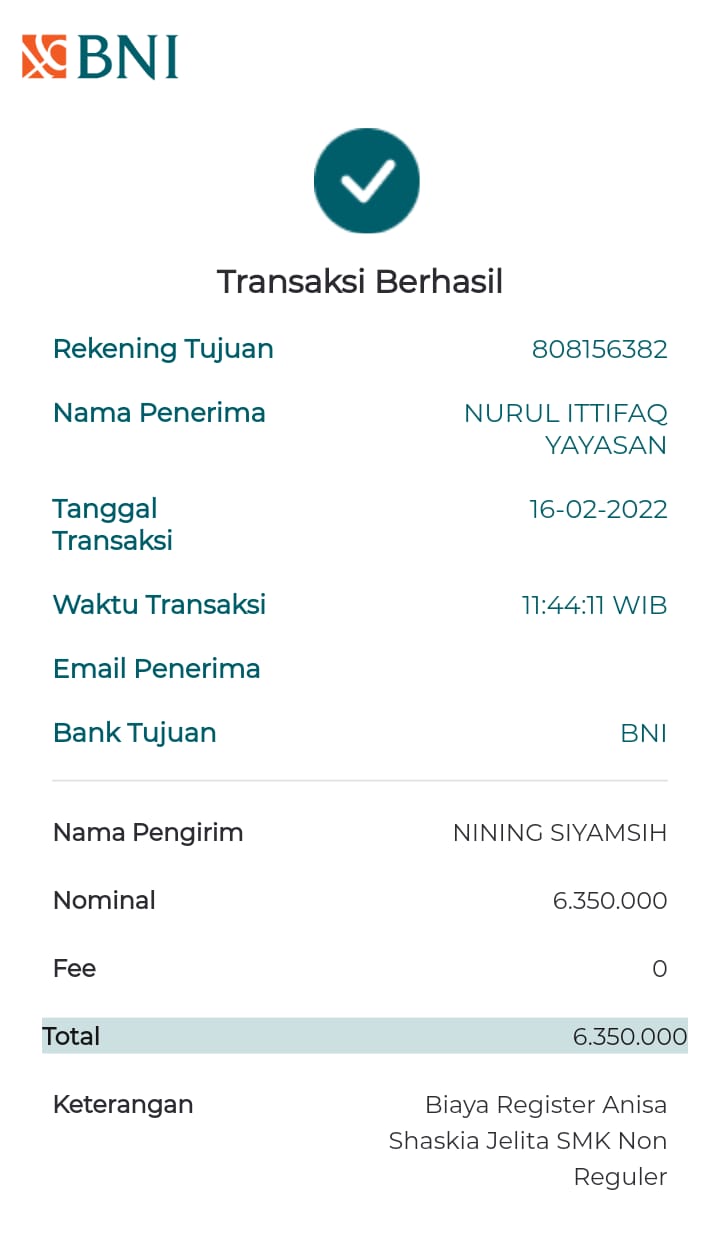 BNI
Transaksi Berhasil
Rekening Tujuan 808156382
Nama Penerima NURUL ITTIFAQ
YAYASAN
Tanggal 16-02-2022
Transaksi
Waktu Transaksi 11:44:11 WIB
Email Penerima
Bank Tujuan BNI
Nama Pengirim NINING SIYAMSIH
Nominal 6.350.000
Fee 0
Total 6.350.000
Keterangan Biaya Register Anisa
Shaskia Jelita SMK Non
Reguler